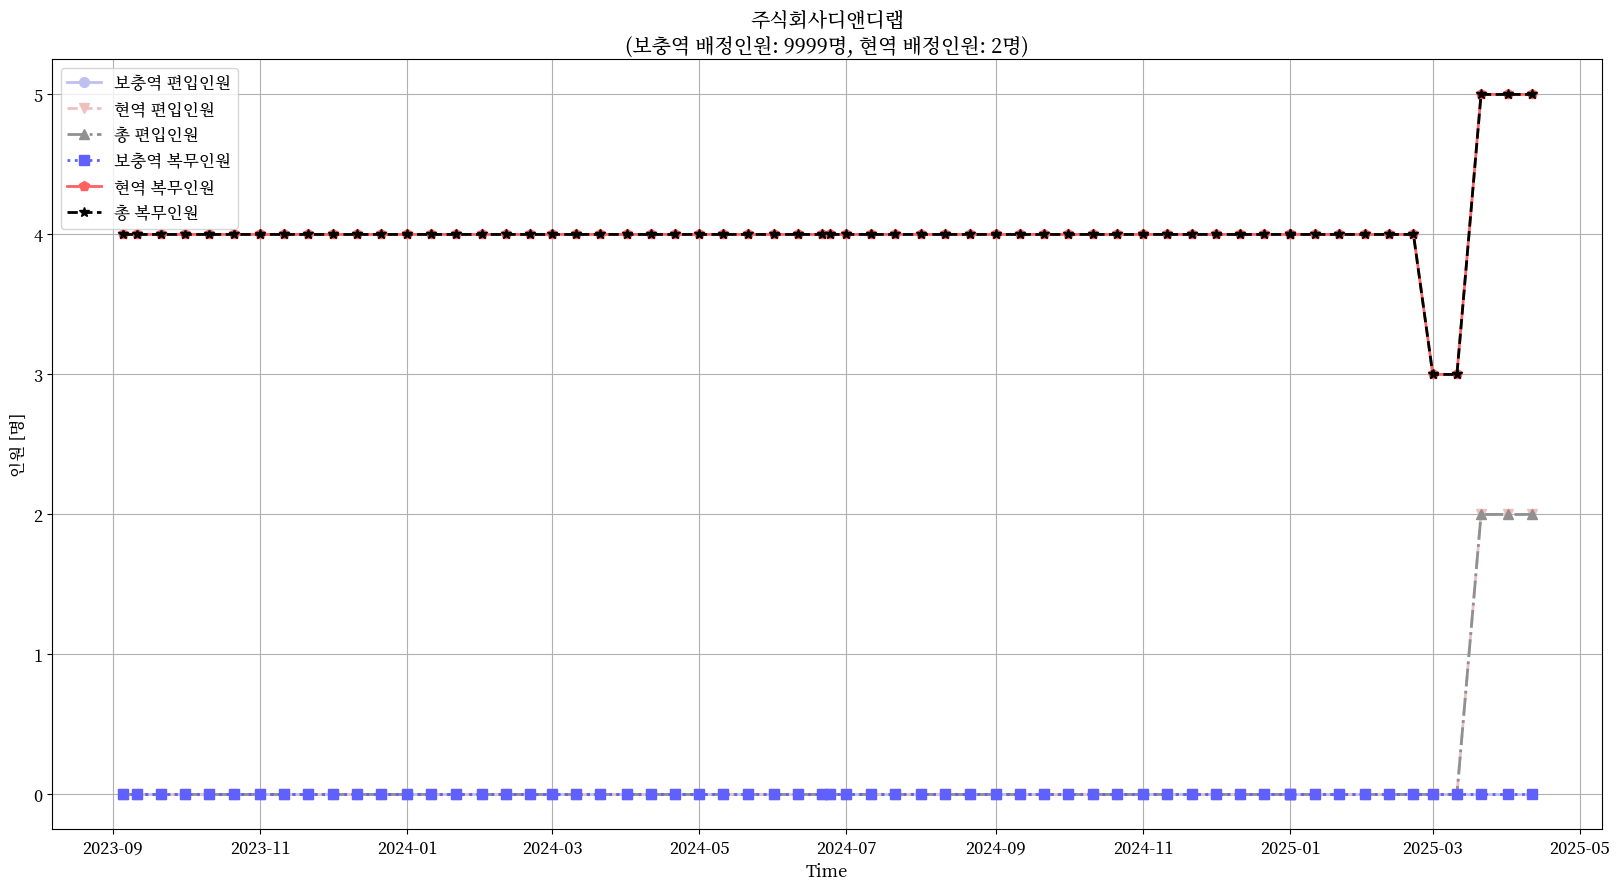 주식회사디앤디랩
(보충역 배정인원: 9999명, 현역 배정인원: 2명)
보충역 편입인원
현역 편입인원
총 편입인원
보충역 복무인원
현역 복무인원
총 복무인원
5
4
3
2
1
0
인원 [명]
2023-09 2023-11 2024-01 2024-03 2024-05 2024-07 2024-09 2024-11 2025-01 2025-03 2025-05
Time